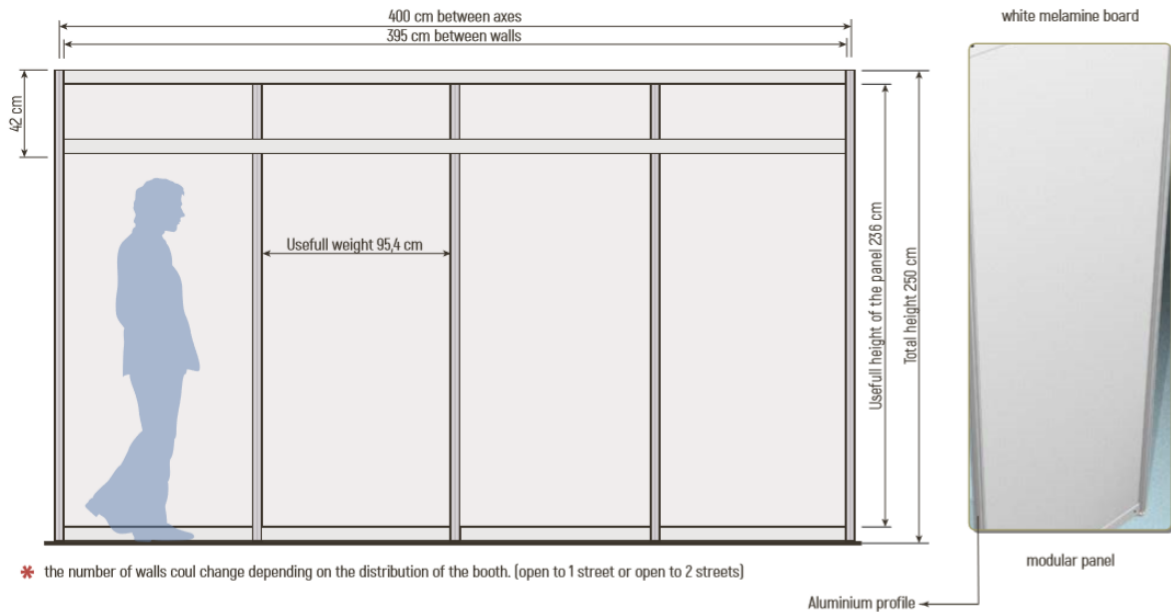 400 cm between axes
395 cm between walls
white melamine board
42 cm
Usefull weight 95,4 cm
Usefull height of the panel 236 cm
Total height 250 cm
* the number of walls coul change depending on the distribution of the booth. (open to 1 street or open to 2 streets)
modular panel
Aluminium profile